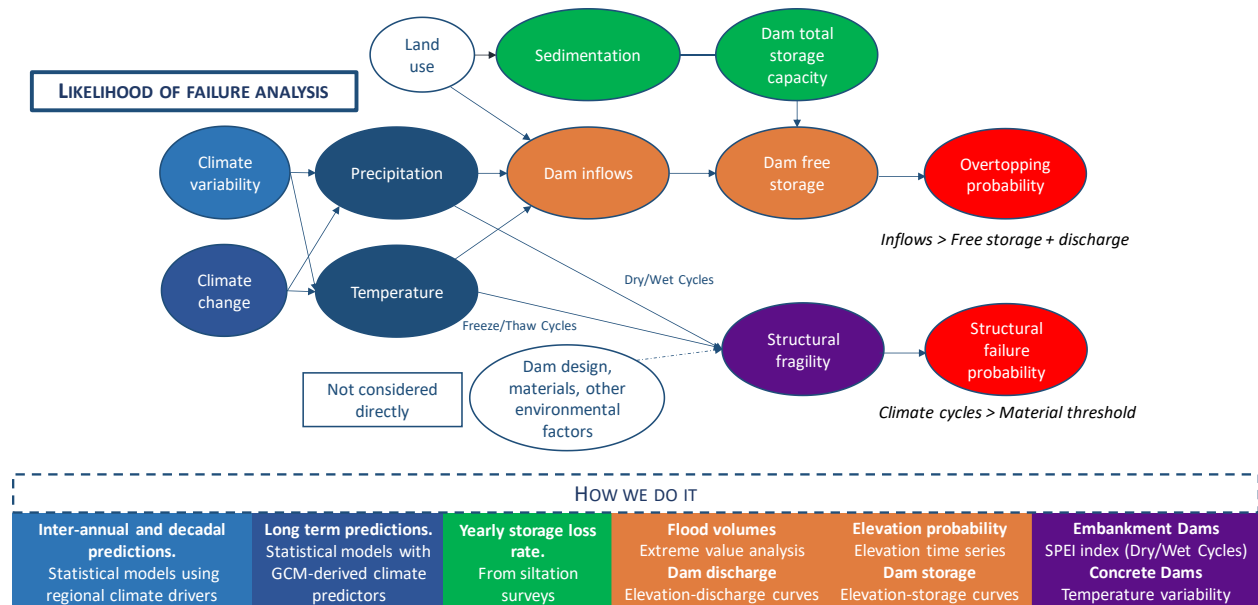 LIKELIHOOD OF FAILURE ANALYSIS
Land
use
Sedimentation
Dam total
storage
capacity
Climate
variability
Precipitation
Dam inflows
Dam free
storage
Overtopping
probability
Inflows > Free storage + discharge
Climate
change
Temperature
Dry/Wet Cycles
Freeze/Thaw Cycles
Structural
fragility
Structural
failure
probability
Climate cycles > Material threshold
Not considered
directly
Dam design,
materials, other
environmental
factors
HOW WE DO IT
Inter-annual and decadal
predictions.
Statistical models using
regional climate drivers
Long term predictions.
Statistical models with
GCM-derived climate
predictors
Yearly storage loss
rate.
From siltation
surveys
Flood volumes
Extreme value analysis
Dam discharge
Elevation-discharge curves
Elevation probability
Elevation time series
Dam storage
Elevation-storage curves
Embankment Dams
SPEI index (Dry/Wet Cycles)
Concrete Dams
Temperature variability